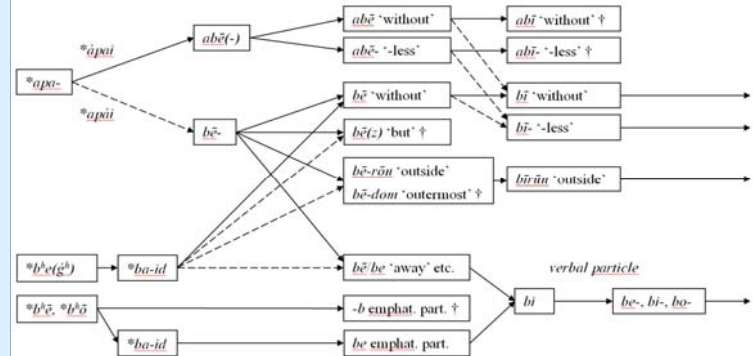 abē ‘without’
abī ‘without’ †
*ápai
abē(-)
abē- ‘-less’
abī- ‘-less’ †
*apa-
*apái
bē ‘without’
bī ‘without’
bē-
bē(z) ‘but’ †
bī- ‘-less’
bē-rōn ‘outside’
bē-dom ‘outermost’ †
bīrūn ‘outside’
*bʰe(ǵʰ)
*ba-id
bē/be ‘away’ etc.
verbal particle
*bʰē, *bʰō
-b emphat. part. †
bi
be-, bi-, bo-
*ba-id
be emphat. part.